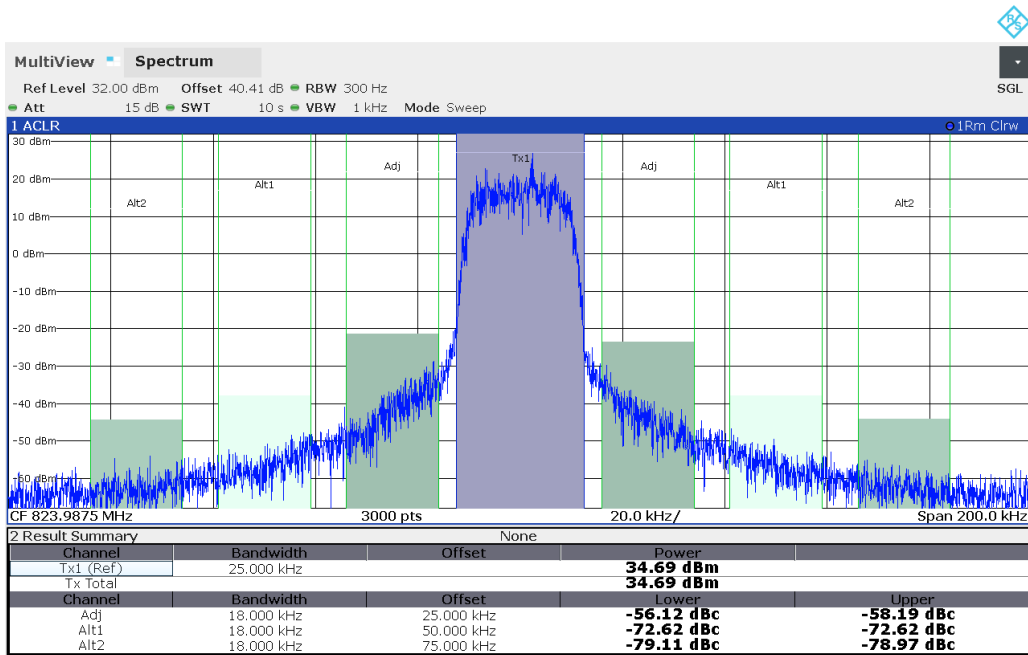 R&S
MultiView Spectrum
Ref Level 32.00 dBm Offset 40.41 dB RBW 300 Hz SGL
Att 15 dB SWT 10 s VBW 1 kHz Mode Sweep
1 ACLR 1Rm Clrw
30 dBm
Tx1
Adj Adj
20 dBm
Alt1 Alt1
Alt2 Alt2
10 dBm
0 dBm
-10 dBm
-20 dBm
-30 dBm
-40 dBm
-50 dBm
-60 dBm
CF 823.9875 MHz 3000 pts 20.0 kHz/ Span 200.0 kHz
2 Result Summary None
Channel Bandwidth Offset Power
Tx1 (Ref) 25.000 kHz 34.69 dBm
Tx Total 34.69 dBm
Channel Bandwidth Offset Lower Upper
Adj 18.000 kHz 25.000 kHz -56.12 dBc -58.19 dBc
Alt1 18.000 kHz 50.000 kHz -72.62 dBc -72.62 dBc
Alt2 18.000 kHz 75.000 kHz -79.11 dBc -78.97 dBc